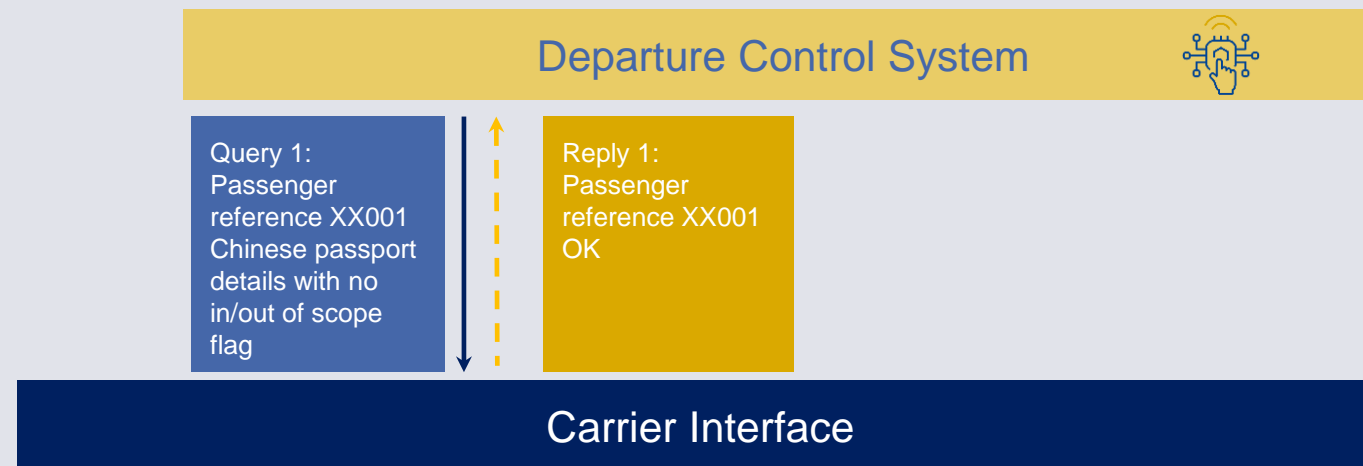 Departure Control System
Query 1:
Passenger
reference XX001
Chinese passport
details with no
in/out of scope
flag
Reply 1:
Passenger
reference XX001
OK
Carrier Interface